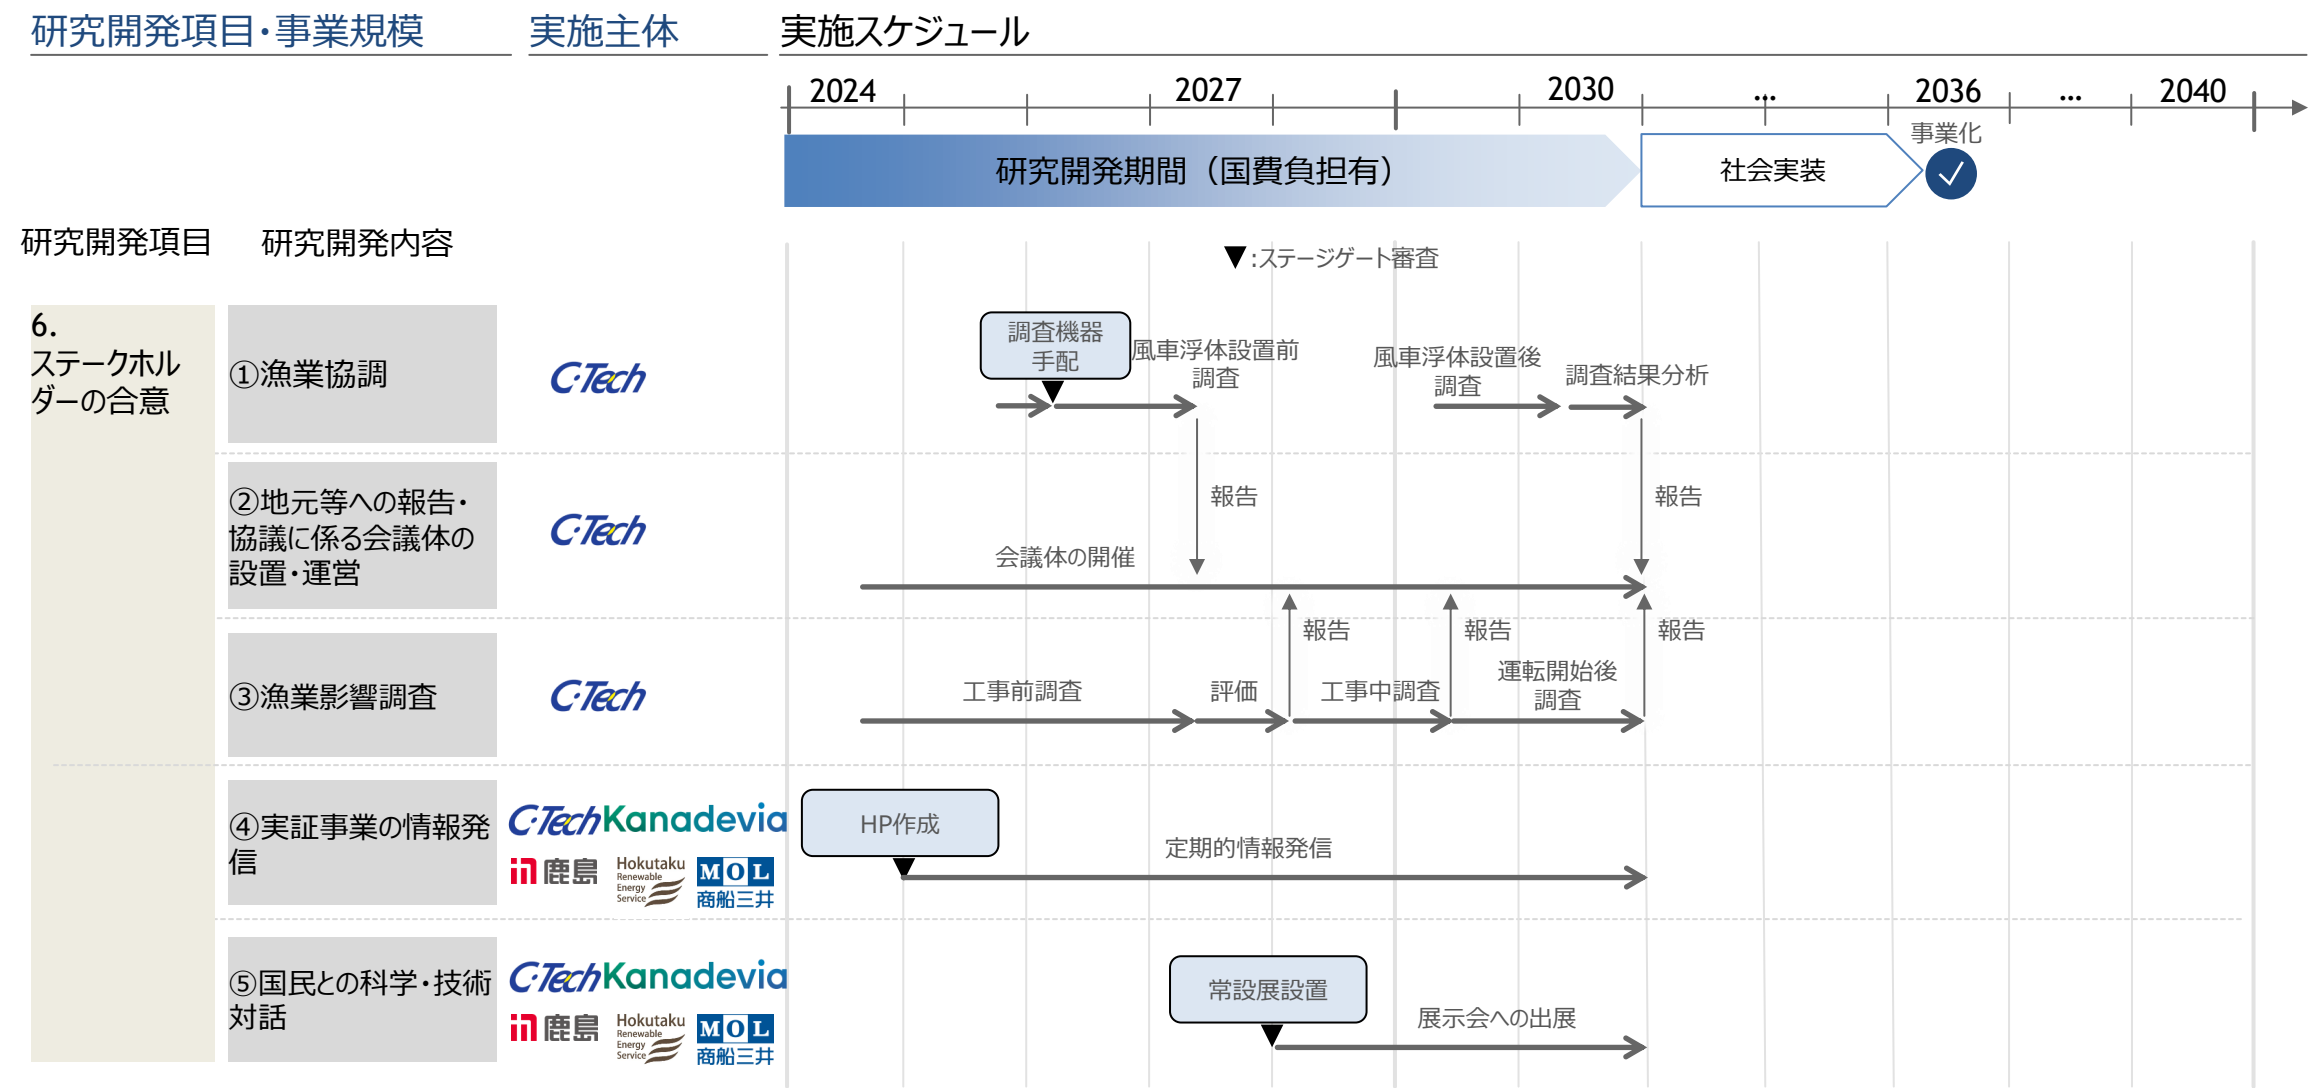 研究開発項目・事業規模
実施主体
実施スケジュール
2024
2027
2030
…
2036
…
2040
研究開発期間（国費負担有）
社会実装
事業化
研究開発項目
研究開発内容
▼:ステージゲート審査
6.
ステークホル
ダーの合意
①漁業協調
C·Tech
調査機器
手配
風車浮体設置前
調査
風車浮体設置後
調査
調査結果分析
②地元等への報告・
協議に係る会議体の
設置・運営
C·Tech
報告
報告
会議体の開催
③漁業影響調査
C·Tech
報告
報告
報告
工事前調査
評価
工事中調査
運転開始後
調査
④実証事業の情報発
信
C·Tech
Kanadevia
鹿島
Hokutaku
Renewable
Energy
Service
MOL
商船三井
HP作成
定期的情報発信
⑤国民との科学・技術
対話
C·Tech
Kanadevia
鹿島
Hokutaku
Renewable
Energy
Service
MOL
商船三井
常設展設置
展示会への出展